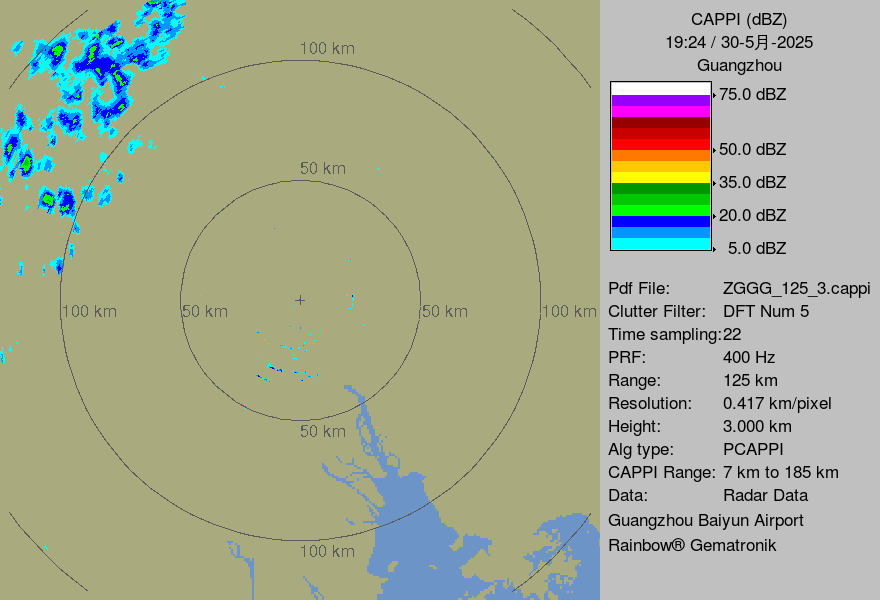 CAPPI (dBZ)
19:24 / 30-5月-2025
Guangzhou
75.0 dBZ
50.0 dBZ
35.0 dBZ
20.0 dBZ
5.0 dBZ
Pdf File: ZGGG_125_3.cappi
Clutter Filter: DFT Num 5
Time sampling:22
PRF: 400 Hz
Range: 125 km
Resolution: 0.417 km/pixel
Height: 3.000 km
Alg type: PCAPPI
CAPPI Range: 7 km to 185 km
Data: Radar Data
Guangzhou Baiyun Airport
Rainbow® Gematronik
100 km
50 km
100 km
50 km
50 km
100 km
50 km
100 km